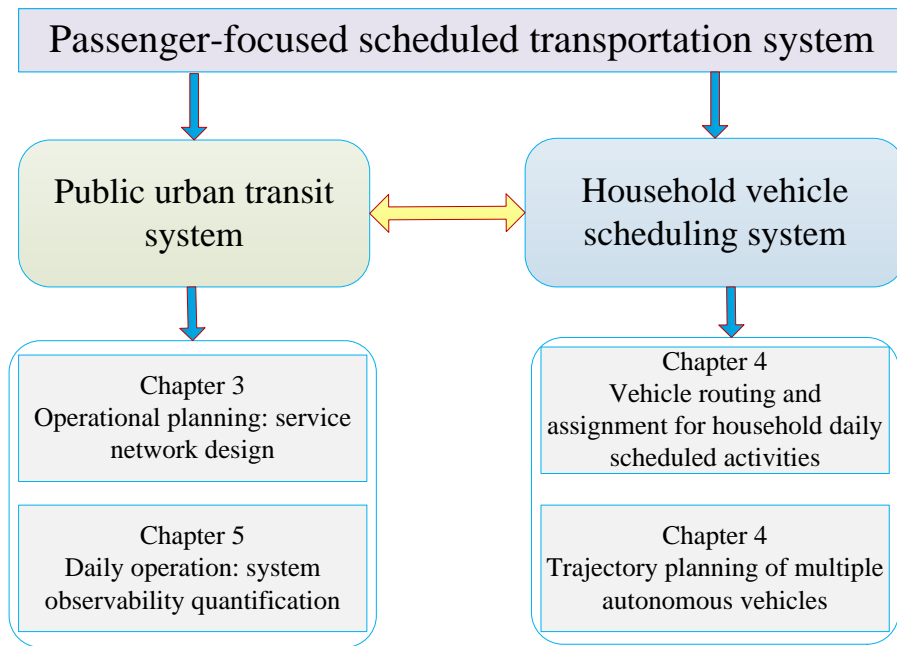 Passenger-focused scheduled transportation system
Public urban transit
system
Household vehicle
scheduling system
Chapter 3
Operational planning: service
network design
Chapter 5
Daily operation: system
observability quantification
Chapter 4
Vehicle routing and
assignment for household daily
scheduled activities
Chapter 4
Trajectory planning of multiple
autonomous vehicles